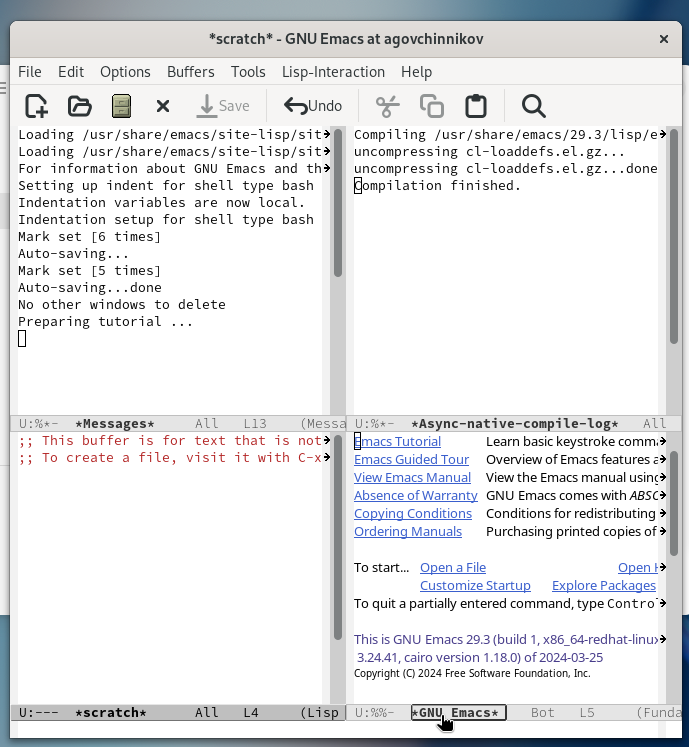 *scratch* - GNU Emacs at agovchinnikov
File Edit Options Buffers Tools Lisp-Interaction Help
Save Undo
Loading /usr/share/emacs/site-lisp/sit
Loading /usr/share/emacs/site-lisp/sit
For information about GNU Emacs and th
Setting up indent for shell type bash
Indentation variables are now local.
Indentation setup for shell type bash
Mark set [6 times]
Auto-saving...
Mark set [5 times]
Auto-saving...done
No other windows to delete
Preparing tutorial ...
U:%*- *Messages* All L13 (Messa
Compiling /usr/share/emacs/29.3/lisp/e
uncompressing cl-loaddefs.el.gz...
uncompressing cl-loaddefs.el.gz...done
Compilation finished.
U:%*- *Async-native-compile-log* All
;; This buffer is for text that is not
;; To create a file, visit it with C-x
U:--- *scratch* All L4 (Lisp
Emacs Tutorial Learn basic keystroke comma
Emacs Guided Tour Overview of Emacs features a
View Emacs Manual View the Emacs manual using
Absence of Warranty GNU Emacs comes with ABSO
Copying Conditions Conditions for redistributing
Ordering Manuals Purchasing printed copies of
To start... Open a File Open H
Customize Startup Explore Packages
To quit a partially entered command, type Control
This is GNU Emacs 29.3 (build 1, x86_64-redhat-linux
3.24.41, cairo version 1.18.0) of 2024-03-25
Copyright (C) 2024 Free Software Foundation, Inc.
U:%%- *GNU Emacs* Bot L5 (Funda